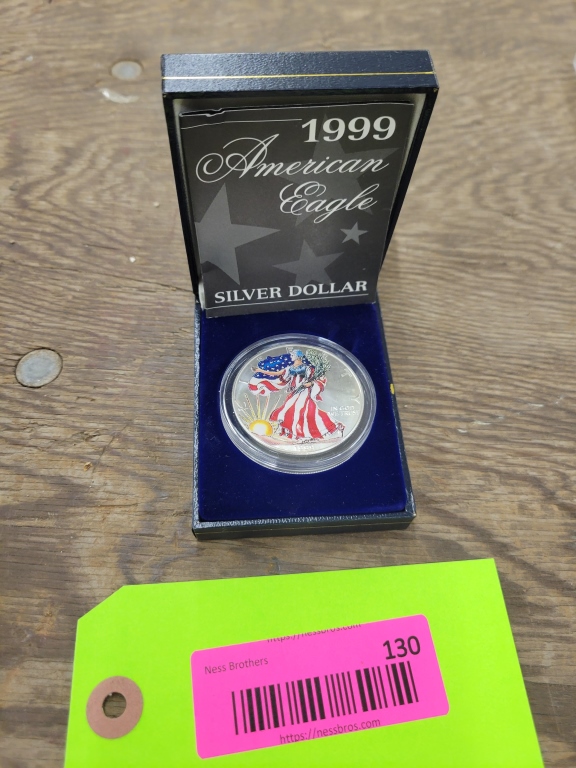 1999
American
Eagle
SILVER DOLLAR
https://nessbros.com
Ness Brothers
130
https://nessbros.com